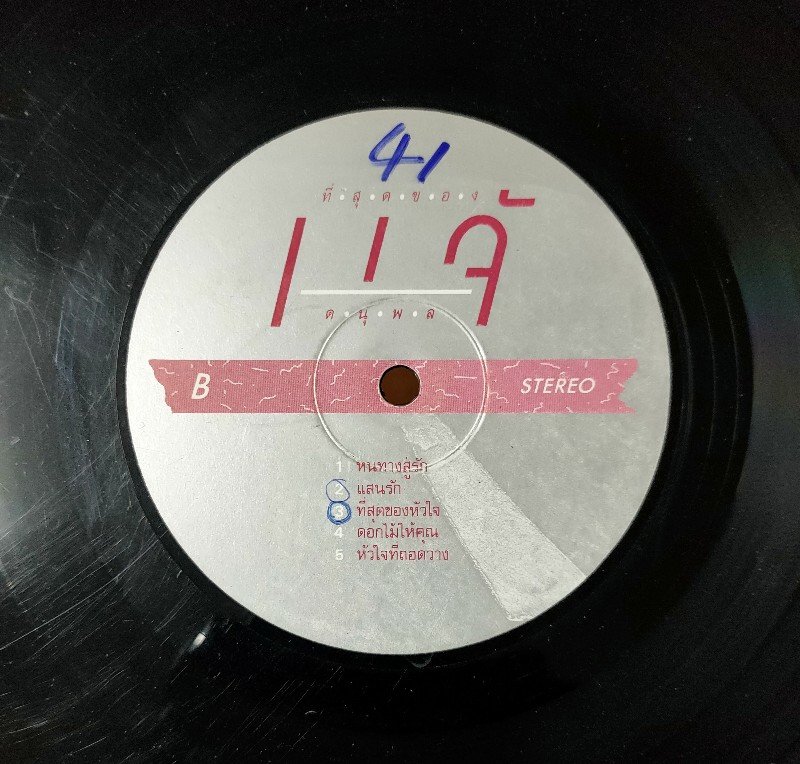 41
ที่•สุ•ด•ข•อ•ง
แจ้
ด•นุ•พ•ล
B STEREO
1 หนทางสู่รัก
2 แสนรัก
3 ที่สุดของหัวใจ
4 ดอกไม้ให้คุณ
5 หัวใจที่ถอดวาง